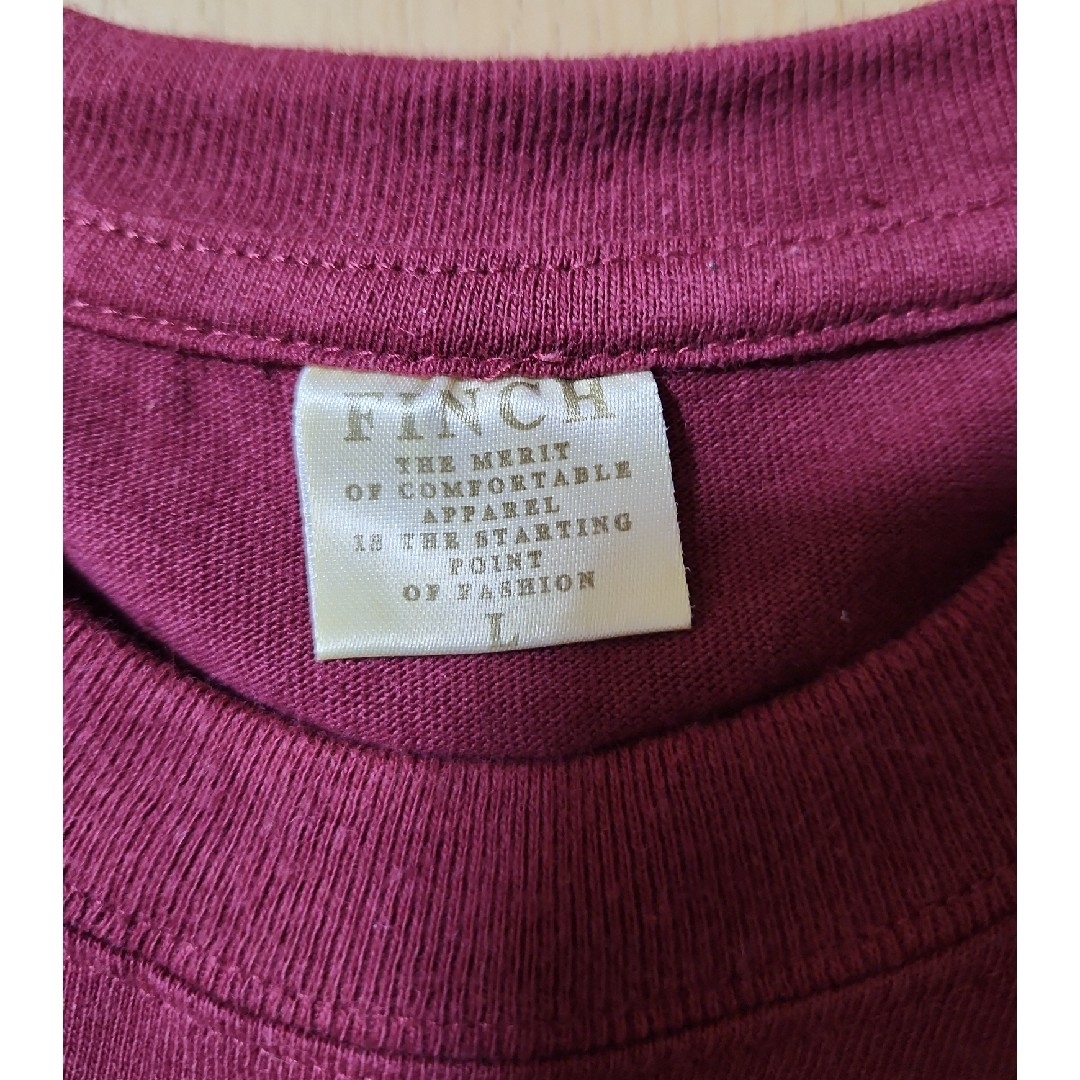 FINCH
THE MERIT
OF COMFORTABLE
APPAREL
IS THE STARTING
POINT
OF FASHION
L